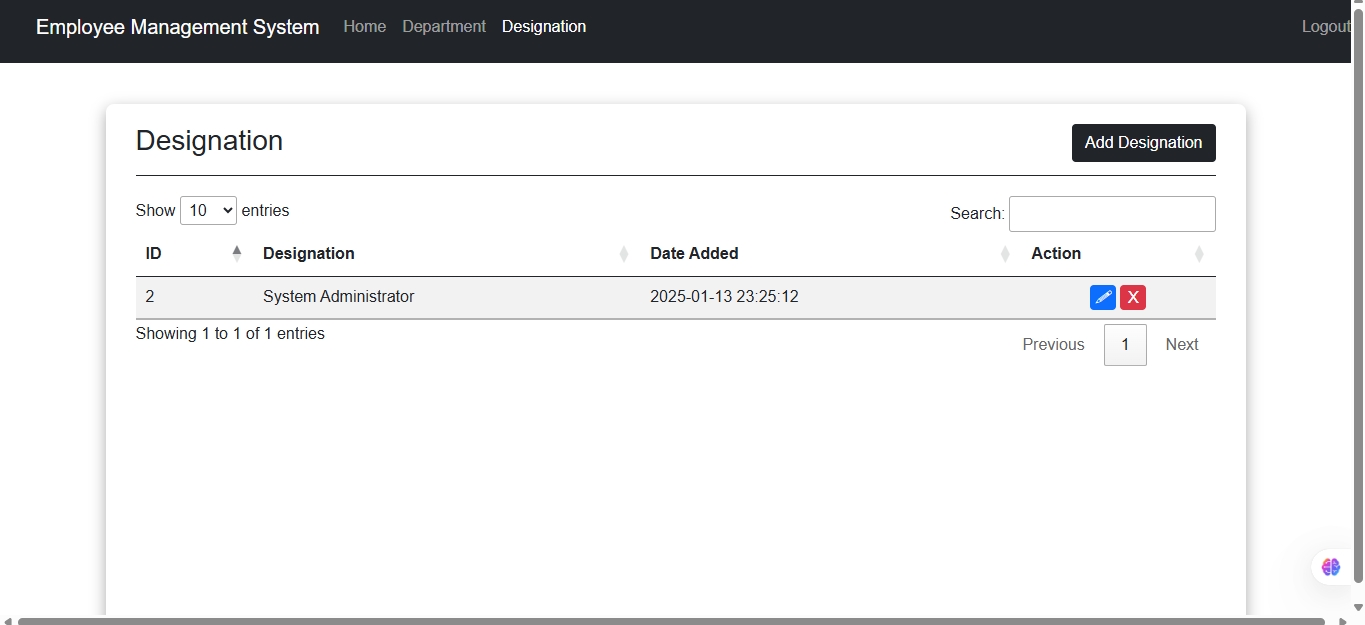 Employee Management System Home Department Designation Logout
Designation Add Designation
Show 10 entries Search:
ID Designation Date Added Action
2 System Administrator 2025-01-13 23:25:12 X
Showing 1 to 1 of 1 entries
Previous 1 Next